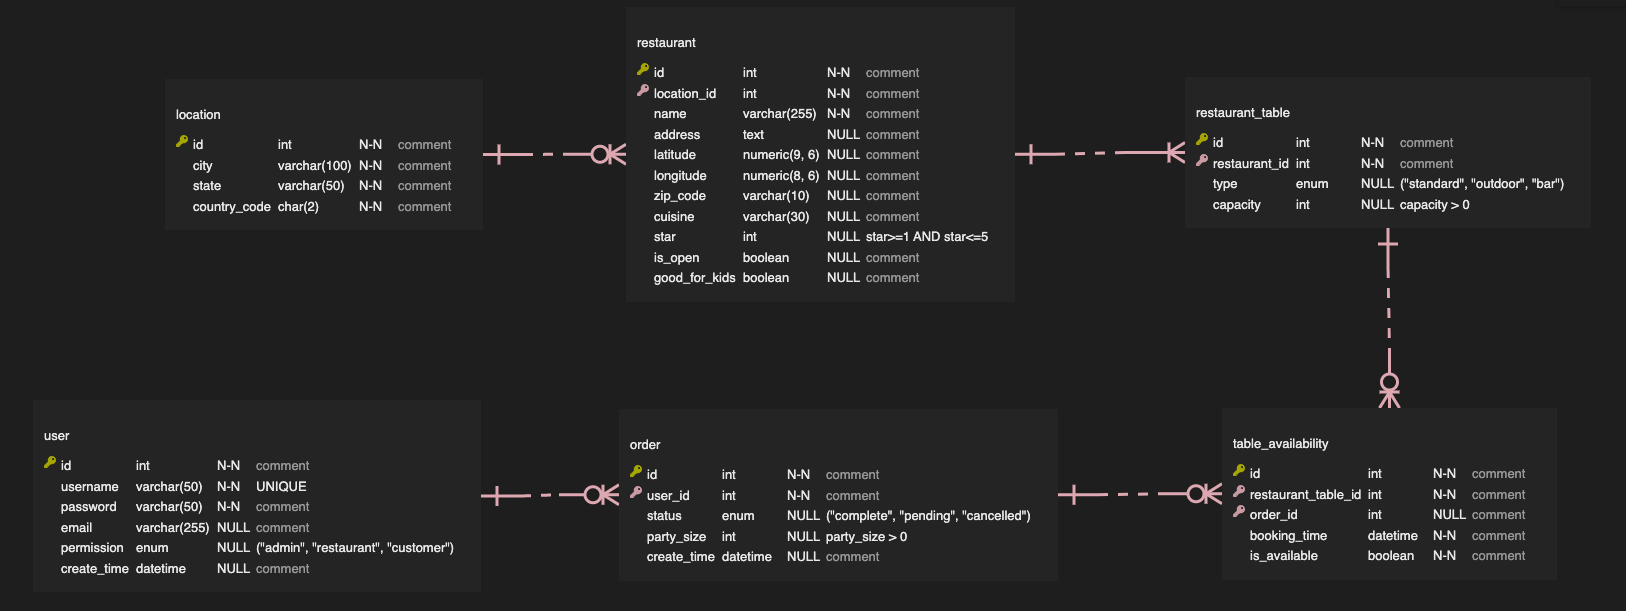 location
id int N-N comment
city varchar(100) N-N comment
state varchar(50) N-N comment
country_code char(2) N-N comment
restaurant
id int N-N comment
location_id int N-N comment
name varchar(255) N-N comment
address text NULL comment
latitude numeric(9, 6) NULL comment
longitude numeric(8, 6) NULL comment
zip_code varchar(10) NULL comment
cuisine varchar(30) NULL comment
star int NULL star>=1 AND star<=5
is_open boolean NULL comment
good_for_kids boolean NULL comment
restaurant_table
id int N-N comment
restaurant_id int N-N comment
type enum NULL ("standard", "outdoor", "bar")
capacity int NULL capacity > 0
user
id int N-N comment
username varchar(50) N-N UNIQUE
password varchar(50) N-N comment
email varchar(255) NULL comment
permission enum NULL ("admin", "restaurant", "customer")
create_time datetime NULL comment
order
id int N-N comment
user_id int N-N comment
status enum NULL ("complete", "pending", "cancelled")
party_size int NULL party_size > 0
create_time datetime NULL comment
table_availability
id int N-N comment
restaurant_table_id int N-N comment
order_id int NULL comment
booking_time datetime N-N comment
is_available boolean N-N comment